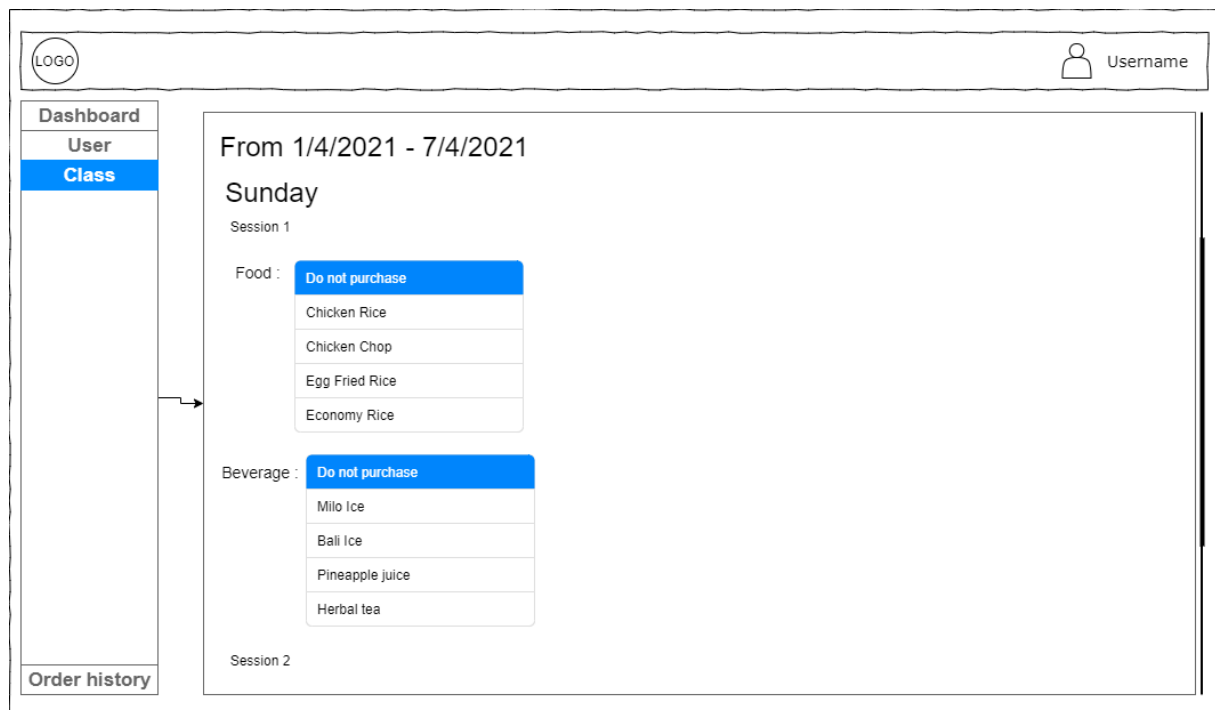 LOGO
Username
Dashboard
User
Class
Order history
From 1/4/2021 - 7/4/2021
Sunday
Session 1
Food :
Do not purchase
Chicken Rice
Chicken Chop
Egg Fried Rice
Economy Rice
Beverage :
Do not purchase
Milo Ice
Bali Ice
Pineapple juice
Herbal tea
Session 2